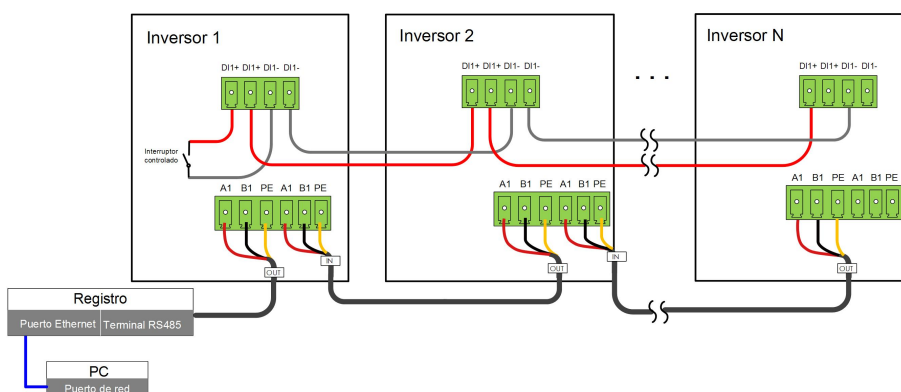 Inversor 1
Inversor 2
Inversor N
DI1+ DI1+ DI1- DI1-
DI1+ DI1+ DI1- DI1-
. . .
DI1+ DI1+ DI1- DI1-
Interruptor
controlado
A1 B1 PE A1 B1 PE
A1 B1 PE A1 B1 PE
A1 B1 PE A1 B1 PE
OUT
IN
OUT
IN
OUT
Registro
Puerto Ethernet
Terminal RS485
PC
Puerto de red